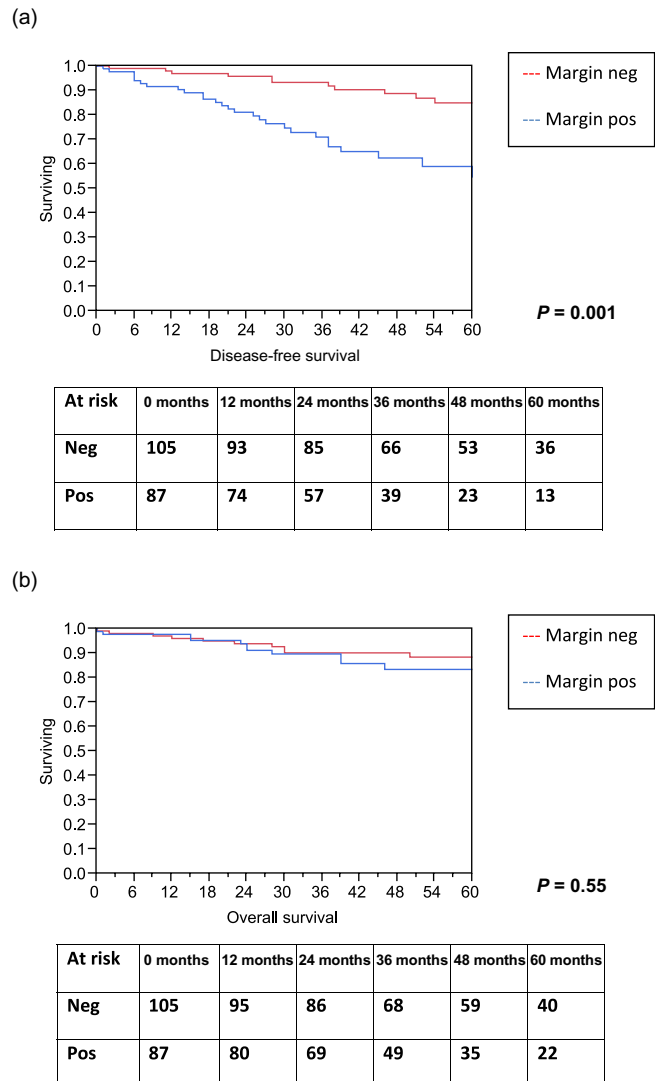 (a)
1.0
0.9
0.8
0.7
0.6
0.5
0.4
0.3
0.2
0.1
0.0
Surviving
0 6 12 18 24 30 36 42 48 54 60
Disease-free survival
--- Margin neg
--- Margin pos
P = 0.001
At risk 0 months 12 months 24 months 36 months 48 months 60 months
Neg 105 93 85 66 53 36
Pos 87 74 57 39 23 13
(b)
1.0
0.9
0.8
0.7
0.6
0.5
0.4
0.3
0.2
0.1
0.0
Surviving
0 6 12 18 24 30 36 42 48 54 60
Overall survival
--- Margin neg
--- Margin pos
P = 0.55
At risk 0 months 12 months 24 months 36 months 48 months 60 months
Neg 105 95 86 68 59 40
Pos 87 80 69 49 35 22